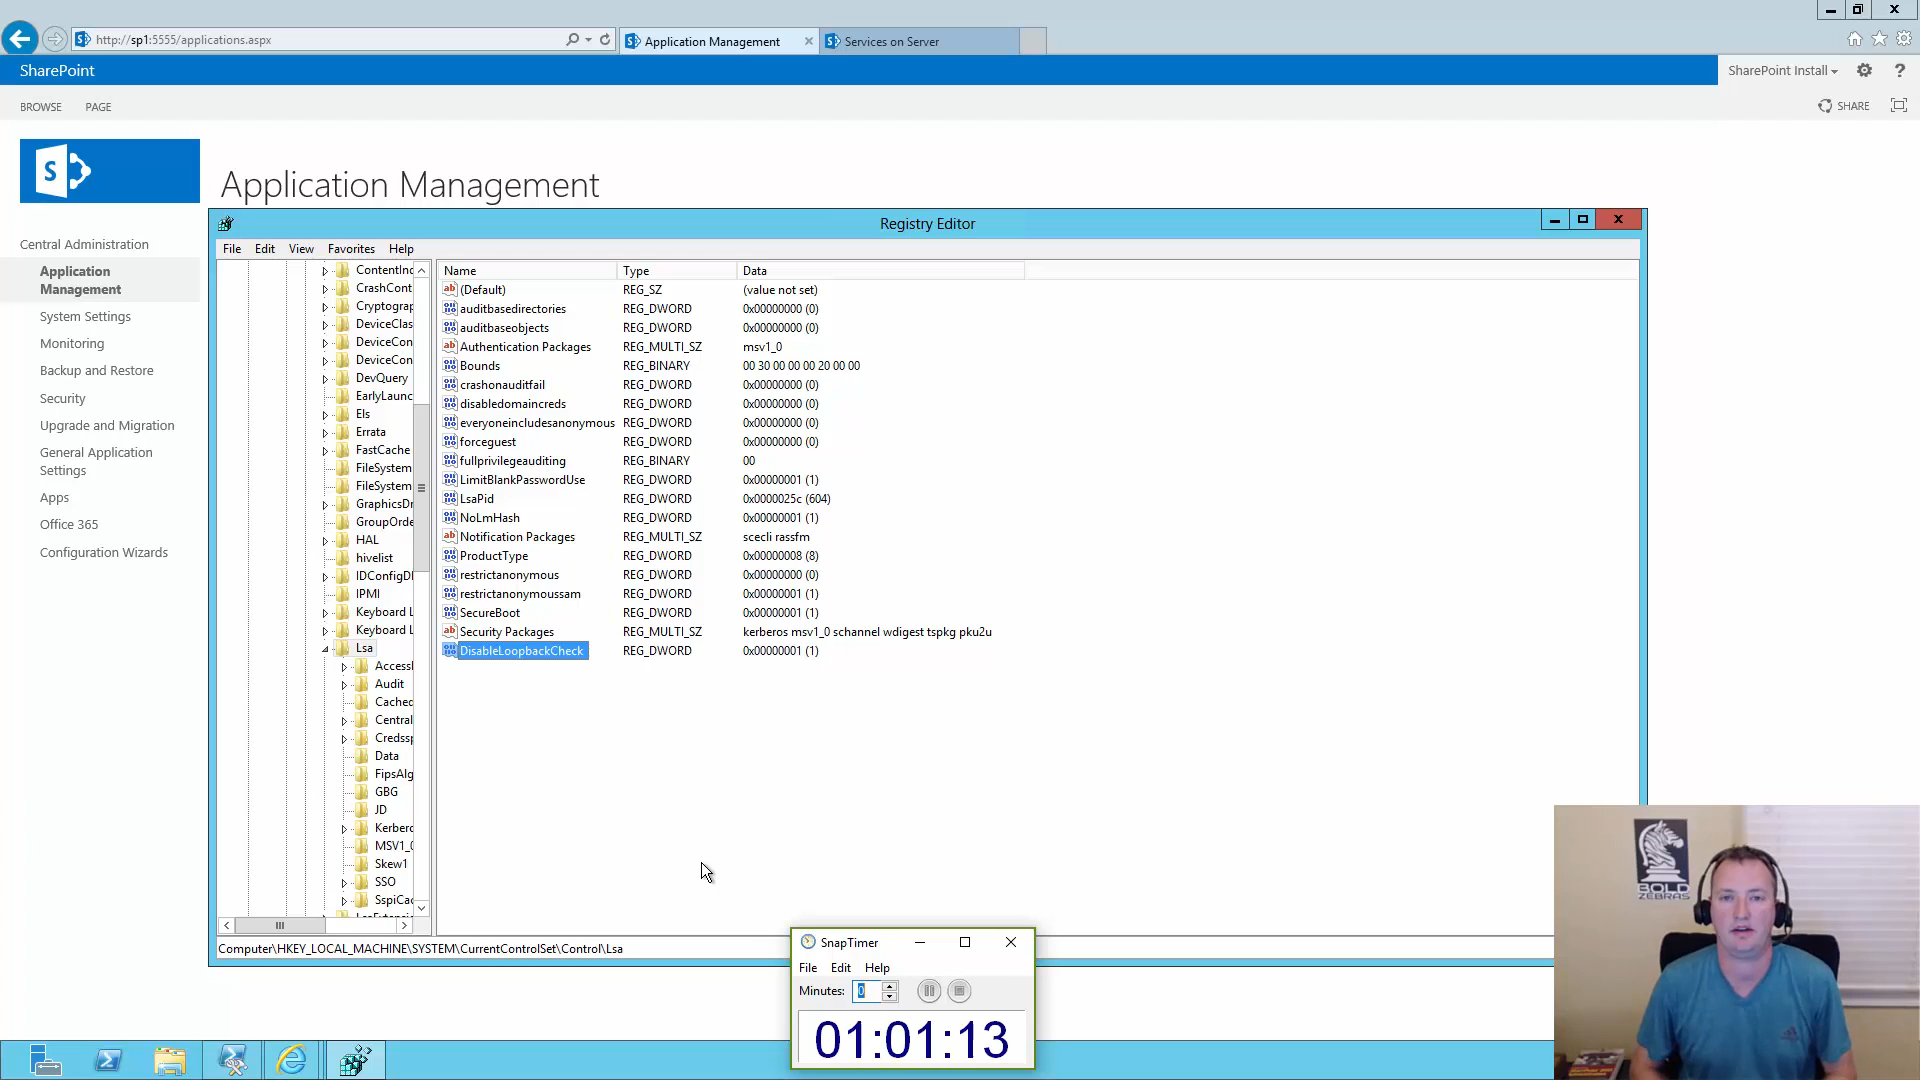 http://sp1:5555/applications.aspx
Application Management
Services on Server
SharePoint
SharePoint Install
?
BROWSE
PAGE
SHARE
S
Application Management
Central Administration
Application
Management
System Settings
Monitoring
Backup and Restore
Security
Upgrade and Migration
General Application
Settings
Apps
Office 365
Configuration Wizards
Registry Editor
File Edit View Favorites Help
ContentInc
CrashCont
Cryptograp
DeviceClas
DeviceCon
DeviceCon
DevQuery
EarlyLaunc
Els
Errata
FastCache
FileSystem
FileSystem
GraphicsDr
GroupOrde
HAL
hivelist
IDConfigDI
IPMI
Keyboard L
Keyboard L
Lsa
Accessl
Audit
Cached
Central
Credssp
Data
FipsAlg
GBG
JD
Kerberc
MSV1_0
Skew1
SSO
SspiCac
Name Type Data
(Default) REG_SZ (value not set)
auditbasedirectories REG_DWORD 0x00000000 (0)
auditbaseobjects REG_DWORD 0x00000000 (0)
Authentication Packages REG_MULTI_SZ msv1_0
Bounds REG_BINARY 00 30 00 00 00 20 00 00
crashonauditfail REG_DWORD 0x00000000 (0)
disabledomaincreds REG_DWORD 0x00000000 (0)
everyoneincludesanonymous REG_DWORD 0x00000000 (0)
forceguest REG_DWORD 0x00000000 (0)
fullprivilegeauditing REG_BINARY 00
LimitBlankPasswordUse REG_DWORD 0x00000001 (1)
LsaPid REG_DWORD 0x0000025c (604)
NoLmHash REG_DWORD 0x00000001 (1)
Notification Packages REG_MULTI_SZ scecli rassfm
ProductType REG_DWORD 0x00000008 (8)
restrictanonymous REG_DWORD 0x00000000 (0)
restrictanonymoussam REG_DWORD 0x00000001 (1)
SecureBoot REG_DWORD 0x00000001 (1)
Security Packages REG_MULTI_SZ kerberos msv1_0 schannel wdigest tspkg pku2u
DisableLoopbackCheck REG_DWORD 0x00000001 (1)
Computer\HKEY_LOCAL_MACHINE\SYSTEM\CurrentControlSet\Control\Lsa
SnapTimer
File Edit Help
Minutes: 0
01:01:13
BOLD
ZEBRAS